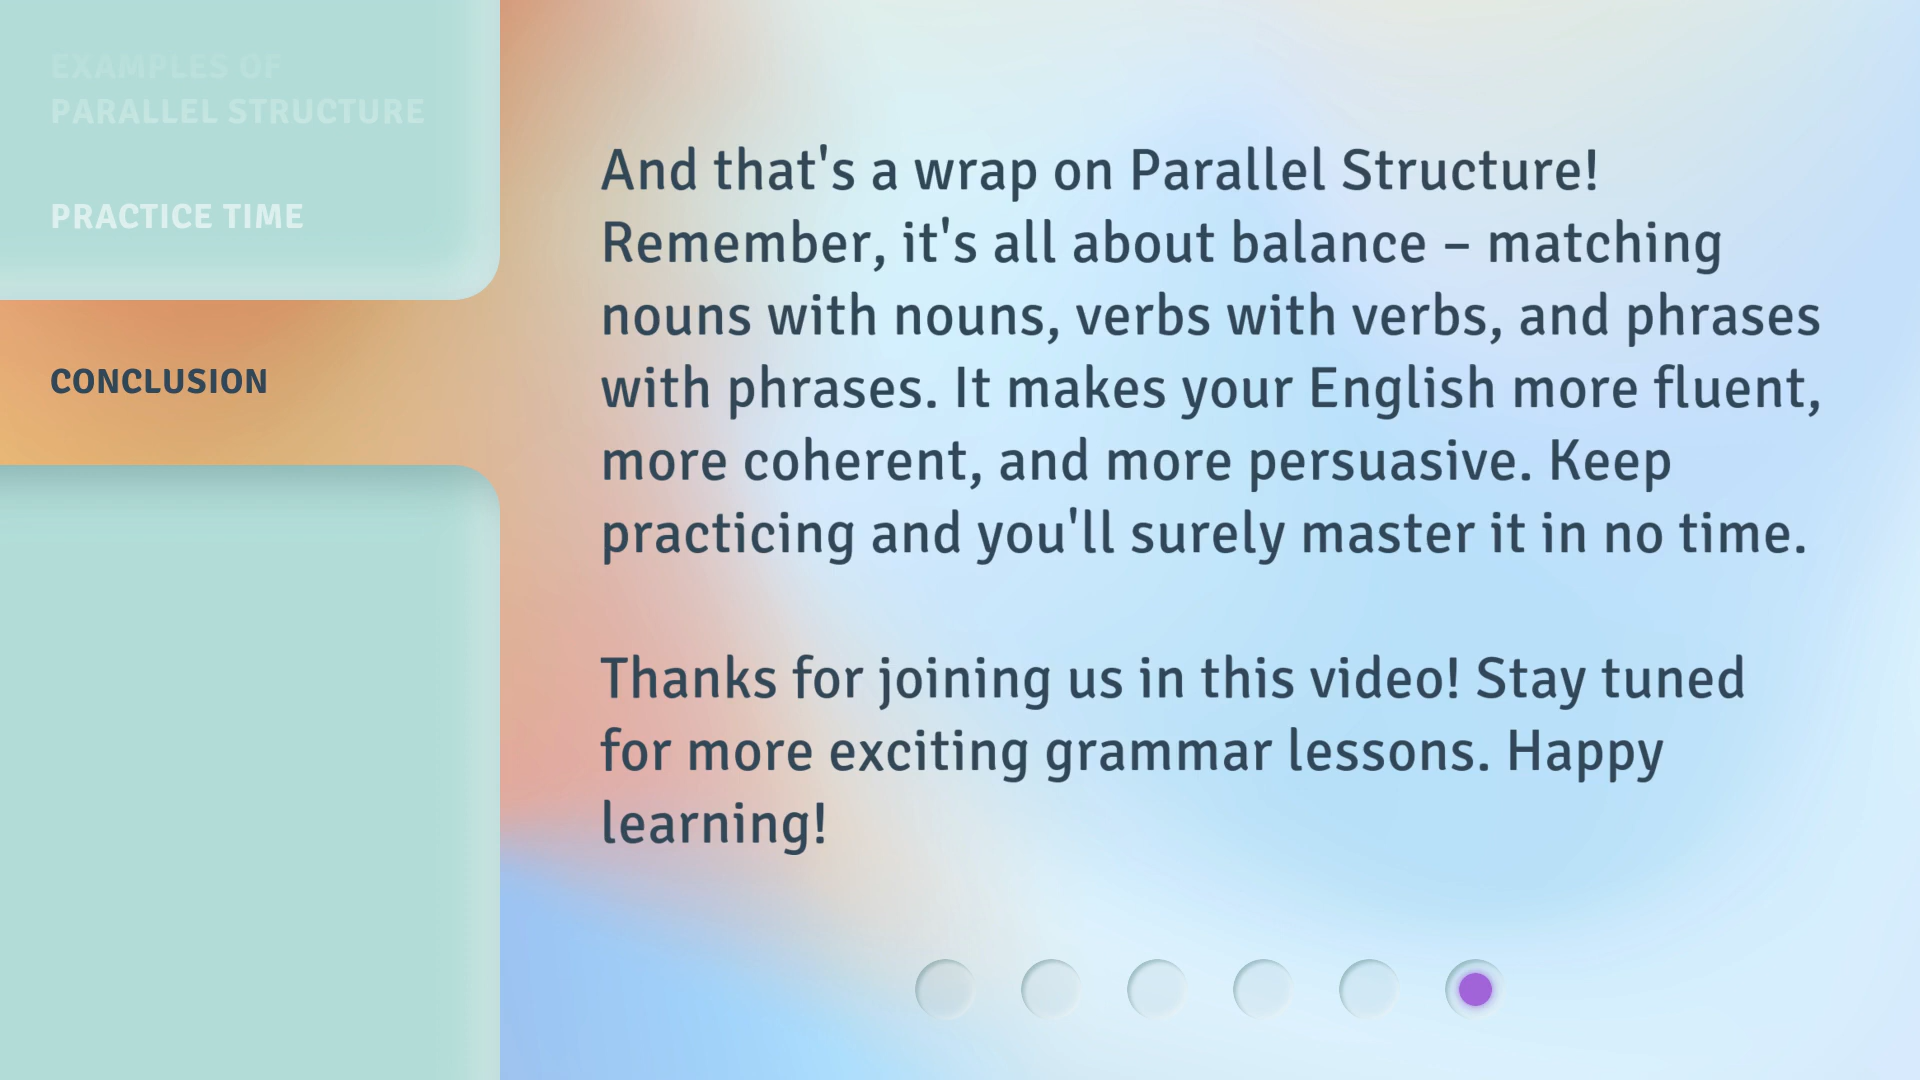 EXAMPLES OF
PARALLEL STRUCTURE
PRACTICE TIME
CONCLUSION
And that's a wrap on Parallel Structure!
Remember, it's all about balance – matching
nouns with nouns, verbs with verbs, and phrases
with phrases. It makes your English more fluent,
more coherent, and more persuasive. Keep
practicing and you'll surely master it in no time.
Thanks for joining us in this video! Stay tuned
for more exciting grammar lessons. Happy
learning!